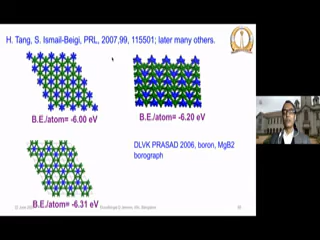 H. Tang, S. Ismail-Beigi, PRL, 2007,99, 115501; later many others.
B.E./atom= -6.00 eV
B.E./atom= -6.20 eV
DLVK PRASAD 2006, boron, MgB2
borograph
B.E./atom= -6.31 eV